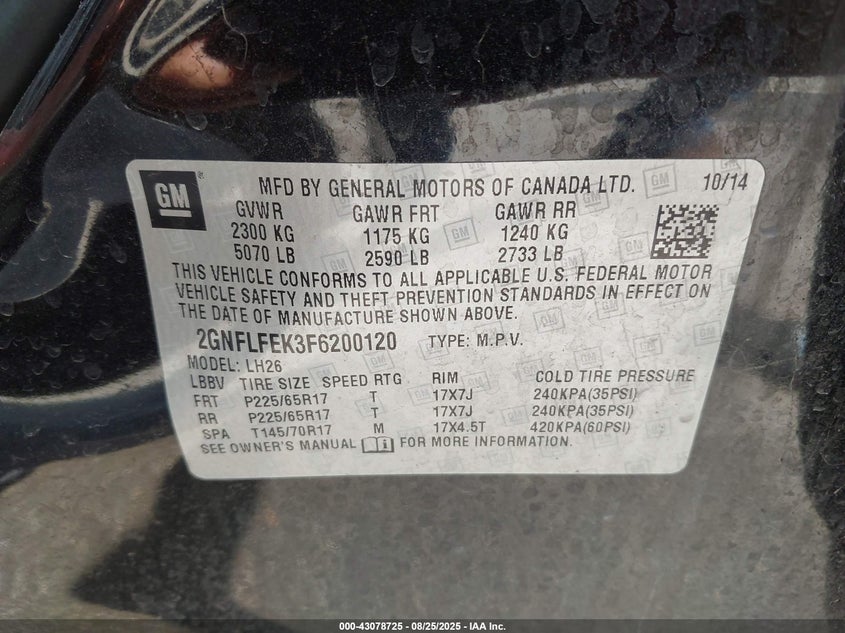 GM ®
MFD BY GENERAL MOTORS OF CANADA LTD. 10/14
GVWR GAWR FRT GAWR RR
2300 KG 1175 KG 1240 KG
5070 LB 2590 LB 2733 LB
THIS VEHICLE CONFORMS TO ALL APPLICABLE U.S. FEDERAL MOTOR
VEHICLE SAFETY AND THEFT PREVENTION STANDARDS IN EFFECT ON
THE DATE OF MANUFACTURE SHOWN ABOVE.
2GNFLFEK3F6200120 TYPE: M.P.V.
MODEL: LH26
LBBV TIRE SIZE SPEED RTG RIM COLD TIRE PRESSURE
FRT P225/65R17 T 17X7J 240KPA(35PSI)
RR P225/65R17 T 17X7J 240KPA(35PSI)
SPA T145/70R17 M 17X4.5T 420KPA(60PSI)
SEE OWNER'S MANUAL FOR MORE INFORMATION.
000-43078725 - 08/25/2025 - IAA Inc.